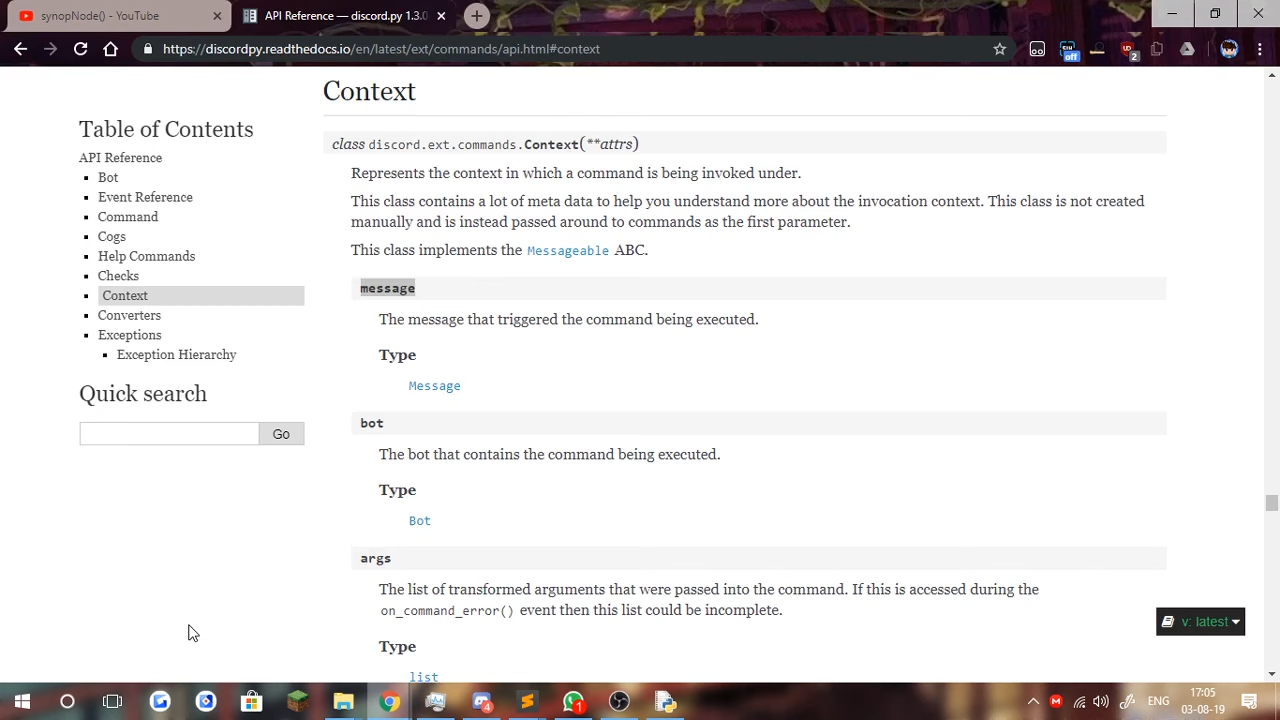 synopNode() - YouTube
API Reference — discord.py 1.3.0
https://discordpy.readthedocs.io/en/latest/ext/commands/api.html#context
off
2
Table of Contents
API Reference
Bot
Event Reference
Command
Cogs
Help Commands
Checks
Context
Converters
Exceptions
Exception Hierarchy
Quick search
Go
Context
class discord.ext.commands.Context(**attrs)
Represents the context in which a command is being invoked under.
This class contains a lot of meta data to help you understand more about the invocation context. This class is not created
manually and is instead passed around to commands as the first parameter.
This class implements the Messageable ABC.
message
The message that triggered the command being executed.
Type
Message
bot
The bot that contains the command being executed.
Type
Bot
args
The list of transformed arguments that were passed into the command. If this is accessed during the
on_command_error() event then this list could be incomplete.
Type
list
v: latest
4
1
ENG
17:05
03-08-19